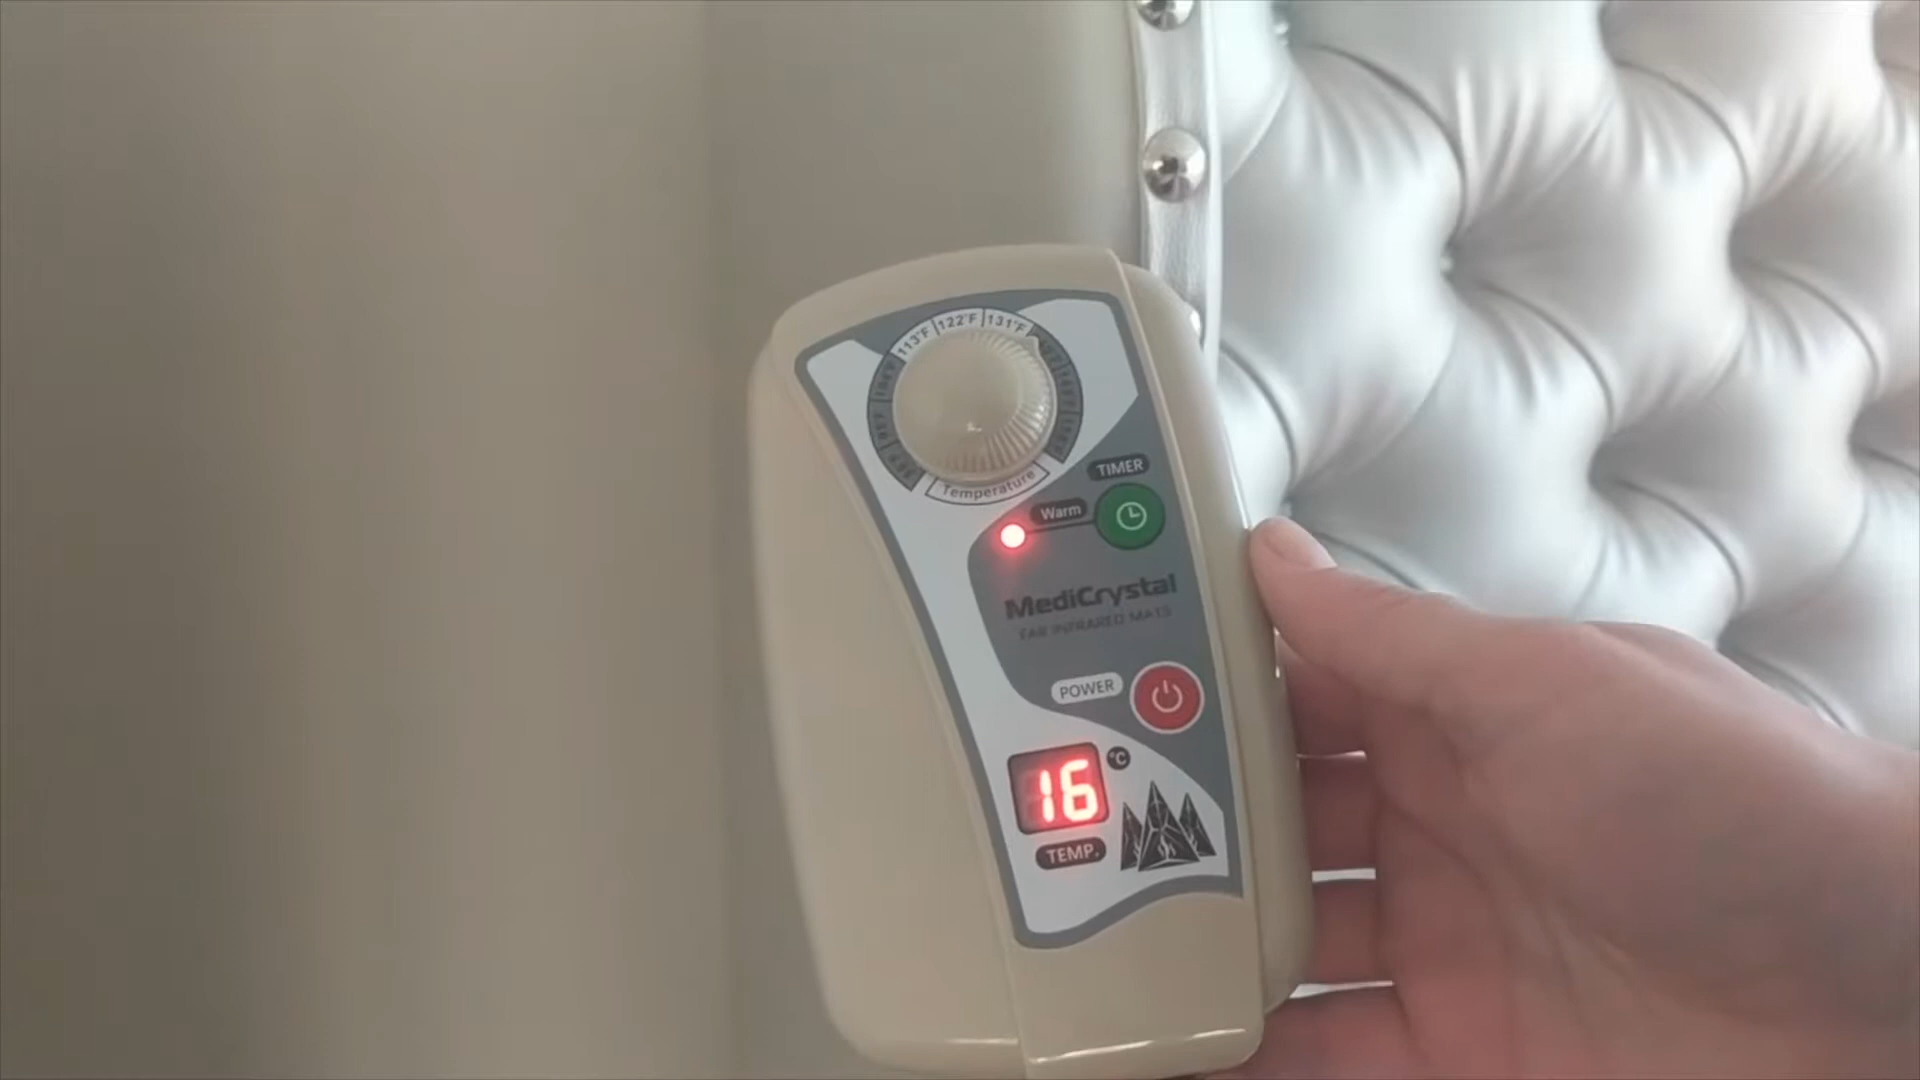 113°F 122°F 131°F
Temperature
TIMER
Warm
MediCrystal
FAR INFRARED MATS
POWER
16
°C
TEMP.